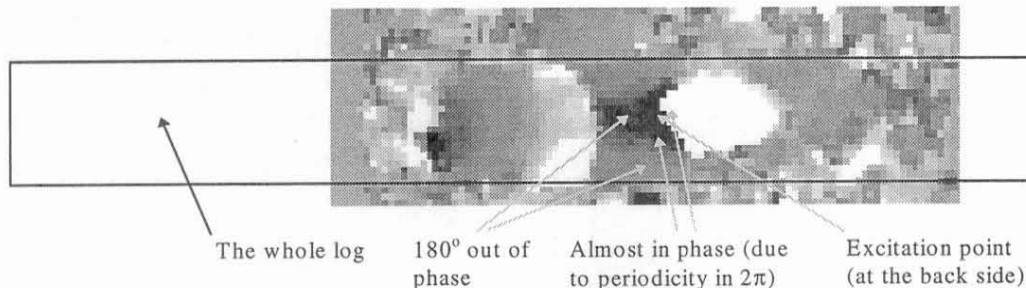 The whole log
180° out of
phase
Almost in phase (due
to periodicity in 2π)
Excitation point
(at the back side)